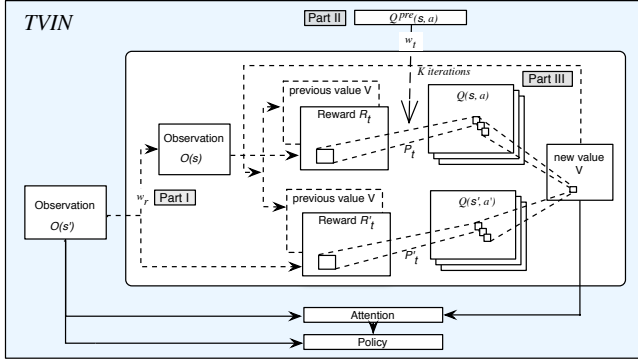 TVIN
Part II
Q^pre(s, a)
w_t
K iterations
Part III
previous value V
Reward R_t
Q(s, a)
P_t
Observation
O(s)
new value
V
w_r
Part I
Observation
O(s')
previous value V
Reward R'_t
Q(s', a')
P'_t
Attention
Policy